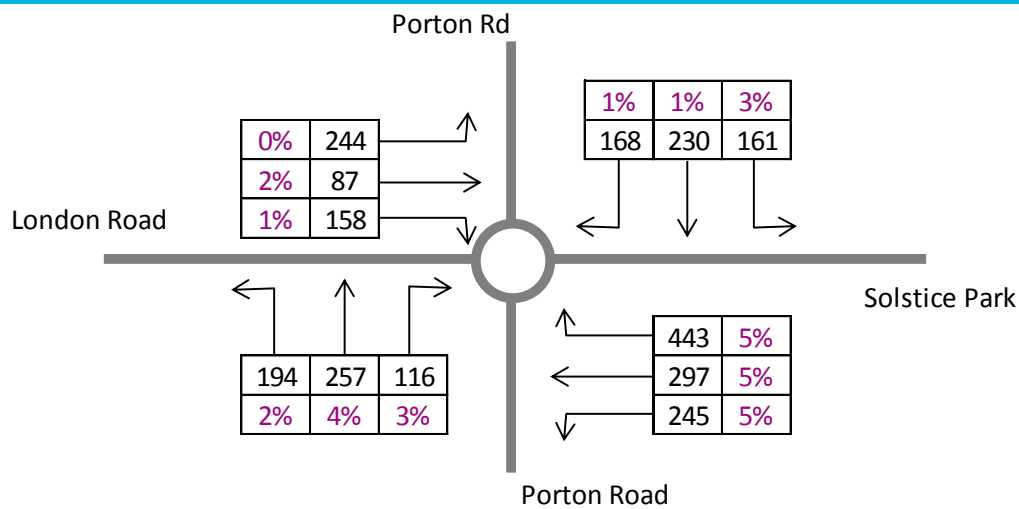 Porton Rd
1% 1% 3%
168 230 161
0% 244
2% 87
1% 158
London Road
Solstice Park
443 5%
297 5%
245 5%
194 257 116
2% 4% 3%
Porton Road